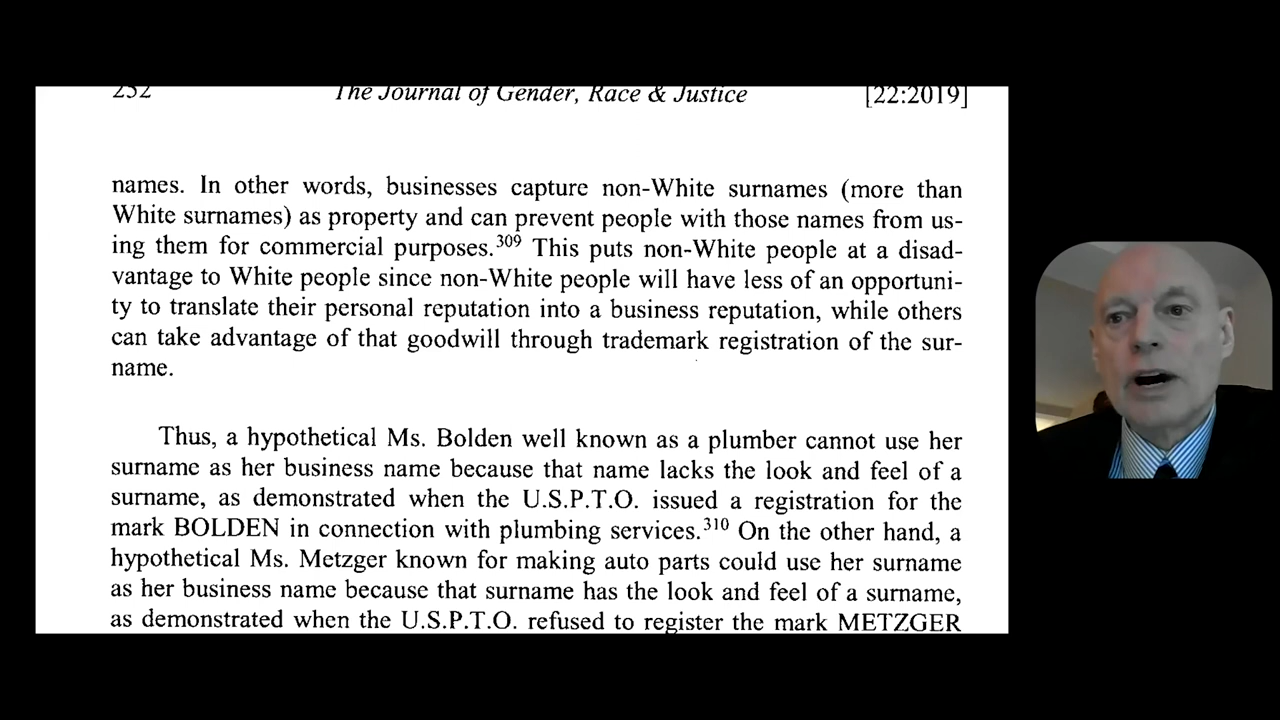 252 The Journal of Gender, Race & Justice [22:2019]
names. In other words, businesses capture non-White surnames (more than
White surnames) as property and can prevent people with those names from us-
ing them for commercial purposes.309 This puts non-White people at a disad-
vantage to White people since non-White people will have less of an opportuni-
ty to translate their personal reputation into a business reputation, while others
can take advantage of that goodwill through trademark registration of the sur-
name.
Thus, a hypothetical Ms. Bolden well known as a plumber cannot use her
surname as her business name because that name lacks the look and feel of a
surname, as demonstrated when the U.S.P.T.O. issued a registration for the
mark BOLDEN in connection with plumbing services.310 On the other hand, a
hypothetical Ms. Metzger known for making auto parts could use her surname
as her business name because that surname has the look and feel of a surname,
as demonstrated when the U.S.P.T.O. refused to register the mark METZGER